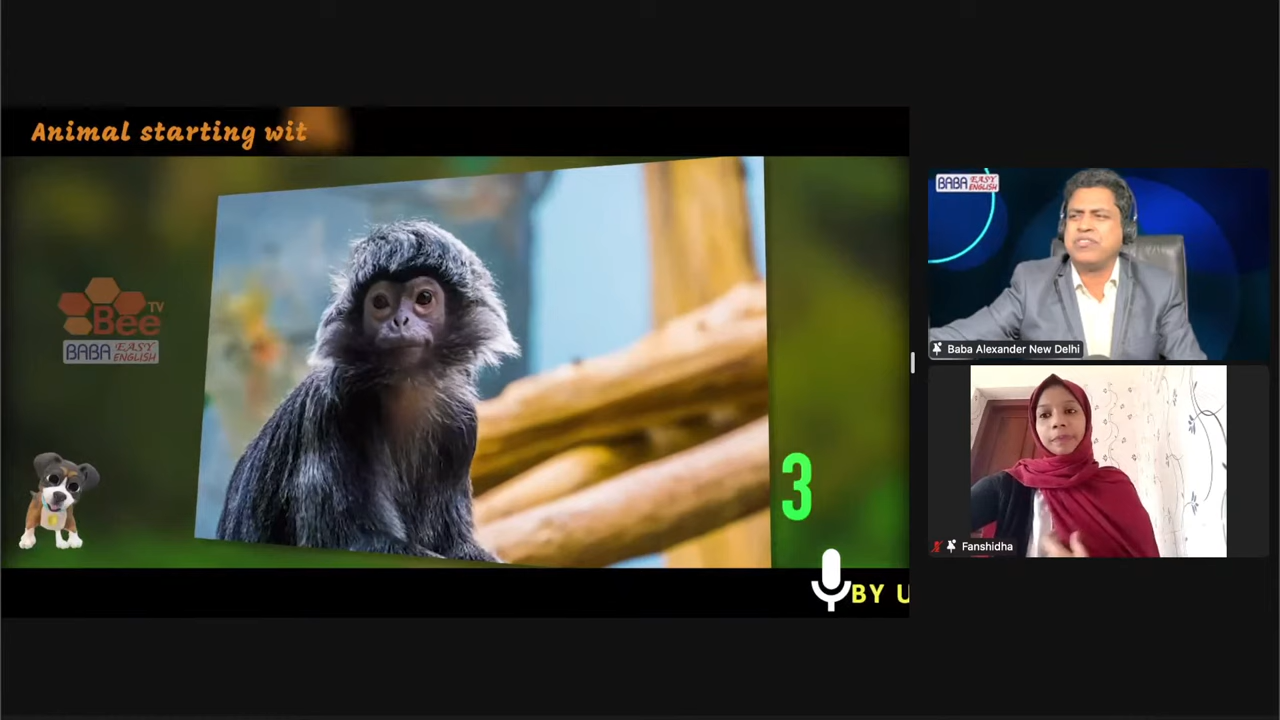 Animal starting wit
Bee TV
BABA EASY ENGLISH
3
BY U
BABA EASY ENGLISH
Baba Alexander New Delhi
Fanshidha